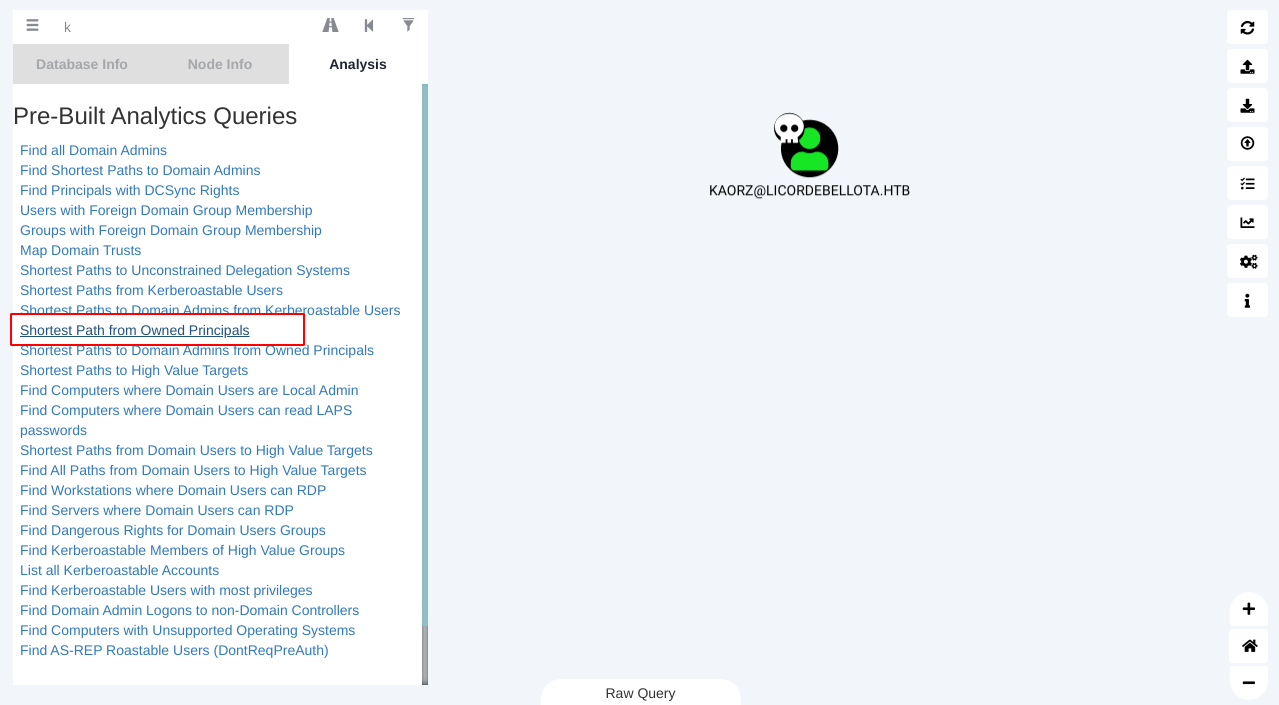 k
Database Info
Node Info
Analysis
Pre-Built Analytics Queries
Find all Domain Admins
Find Shortest Paths to Domain Admins
Find Principals with DCSync Rights
Users with Foreign Domain Group Membership
Groups with Foreign Domain Group Membership
Map Domain Trusts
Shortest Paths to Unconstrained Delegation Systems
Shortest Paths from Kerberoastable Users
Shortest Paths to Domain Admins from Kerberoastable Users
Shortest Path from Owned Principals
Shortest Paths to Domain Admins from Owned Principals
Shortest Paths to High Value Targets
Find Computers where Domain Users are Local Admin
Find Computers where Domain Users can read LAPS
passwords
Shortest Paths from Domain Users to High Value Targets
Find All Paths from Domain Users to High Value Targets
Find Workstations where Domain Users can RDP
Find Servers where Domain Users can RDP
Find Dangerous Rights for Domain Users Groups
Find Kerberoastable Members of High Value Groups
List all Kerberoastable Accounts
Find Kerberoastable Users with most privileges
Find Domain Admin Logons to non-Domain Controllers
Find Computers with Unsupported Operating Systems
Find AS-REP Roastable Users (DontReqPreAuth)
KAORZ@LICORDEBELLOTA.HTB
Raw Query